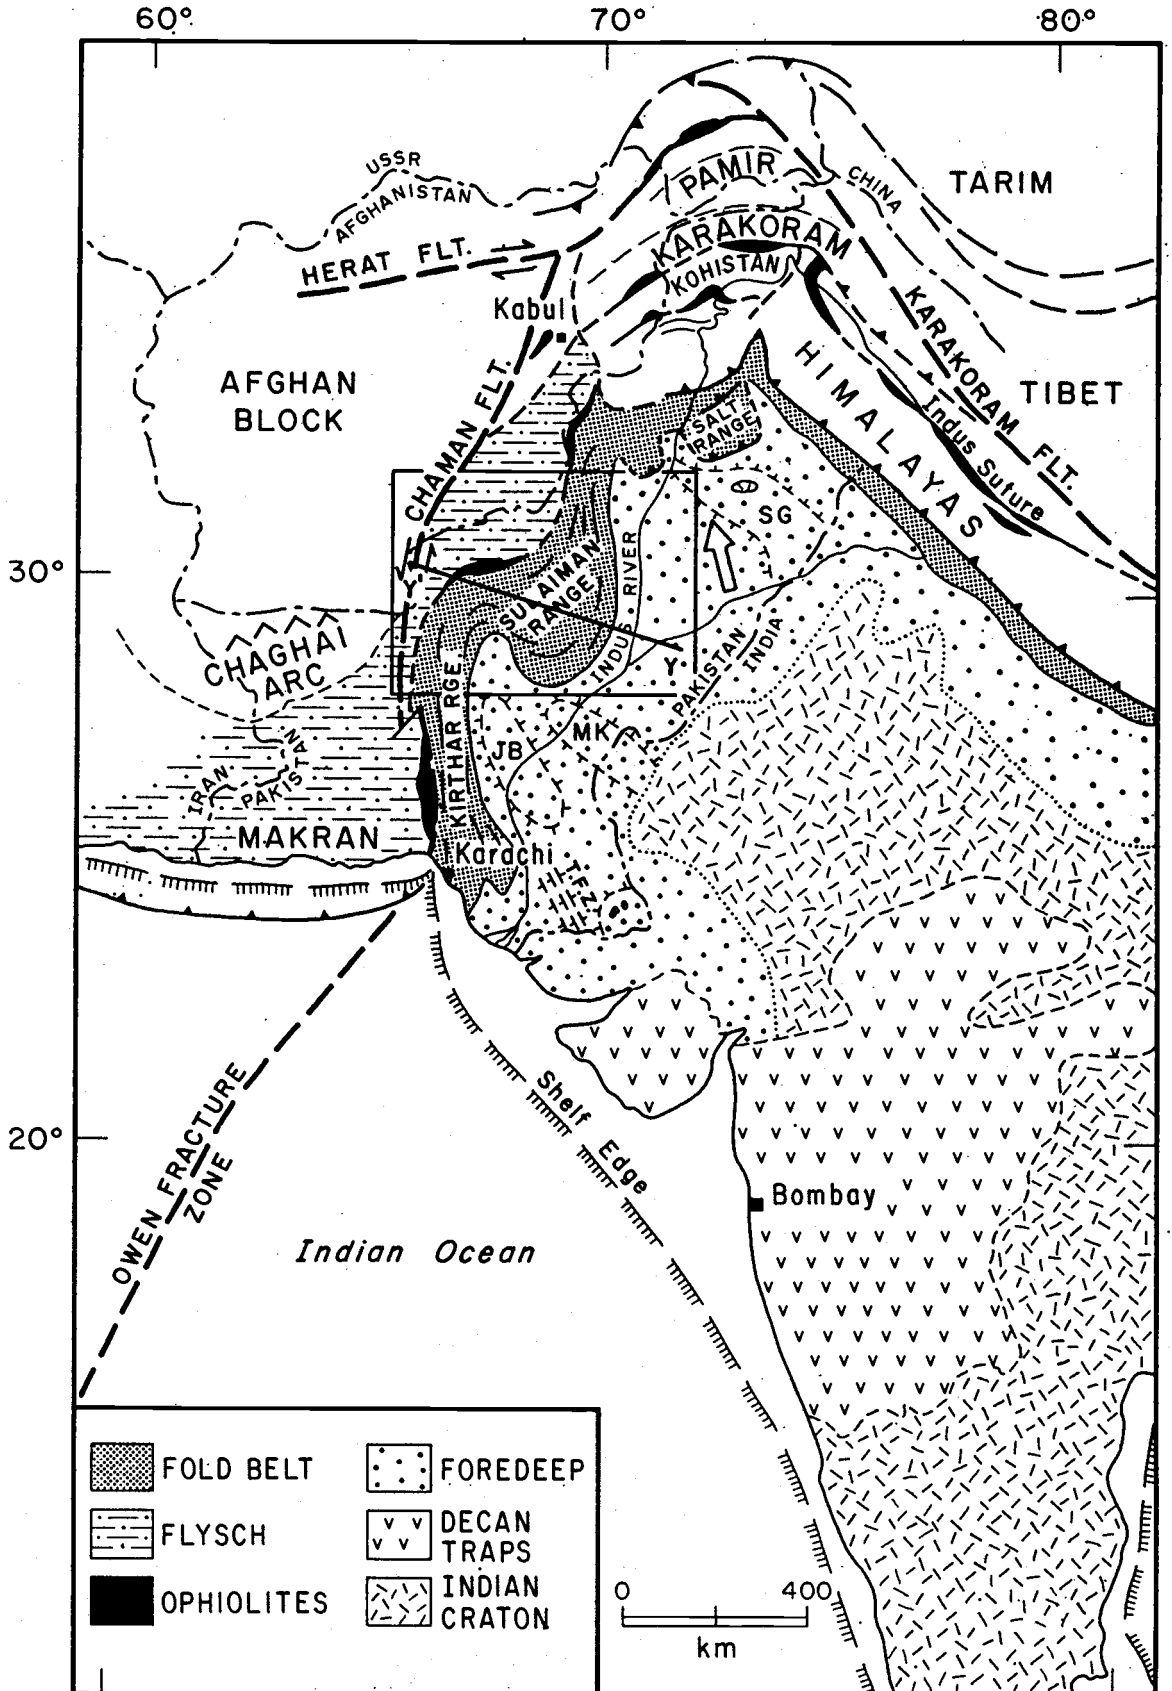 60°
70°
80°
USSR
AFGHANISTAN
PAMIR
CHINA
TARIM
HERAT FLT.
KARAKORAM
KOHISTAN
Kabul
KARAKORAM FLT.
HIMALAYAS
TIBET
AFGHAN
BLOCK
CHAMAN FLT.
SALT
RANGE
Indus Suture
SG
30°
Y
SULAIMAN
RANGE
INDUS RIVER
Y
PAKISTAN
INDIA
CHAGHAI
ARC
KIRTHAR RGE.
JB
MK
IRAN
PAKISTAN
MAKRAN
Karachi
TFZ
OWEN FRACTURE
ZONE
20°
Shelf Edge
Bombay
Indian Ocean
FOLD BELT
FOREDEEP
FLYSCH
DECAN
TRAPS
OPHIOLITES
INDIAN
CRATON
0
400
km